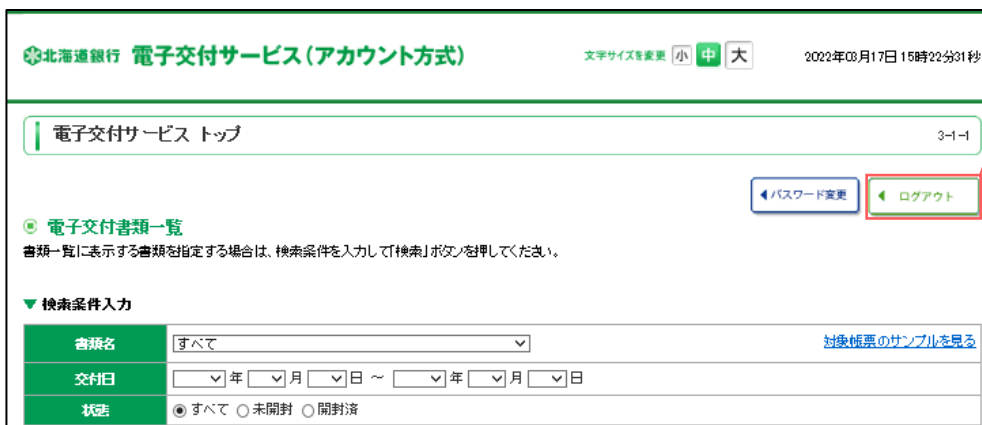 北海道銀行 電子交付サービス(アカウント方式) 文字サイズを変更 小 中 大 2022年03月17日 15時22分31秒
電子交付サービス トップ 3-1-1
パスワード変更 ログアウト
電子交付書類一覧
書類一覧に表示する書類を指定する場合は、検索条件を入力して「検索」ボタンを押してください。
▼ 検索条件入力
書類名 すべて 対象帳票のサンプルを見る
交付日 年 月 日 ~ 年 月 日
状態 すべて 未開封 開封済